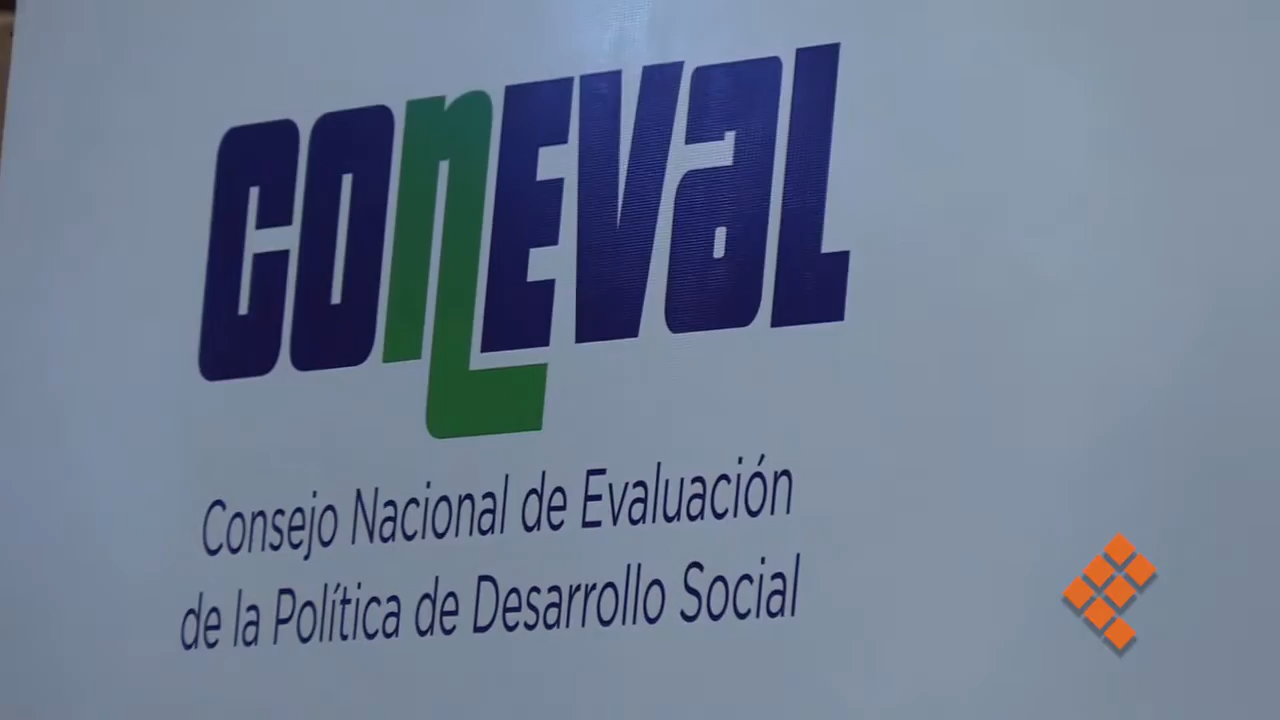 CONEVAL
Consejo Nacional de Evaluación
de la Política de Desarrollo Social